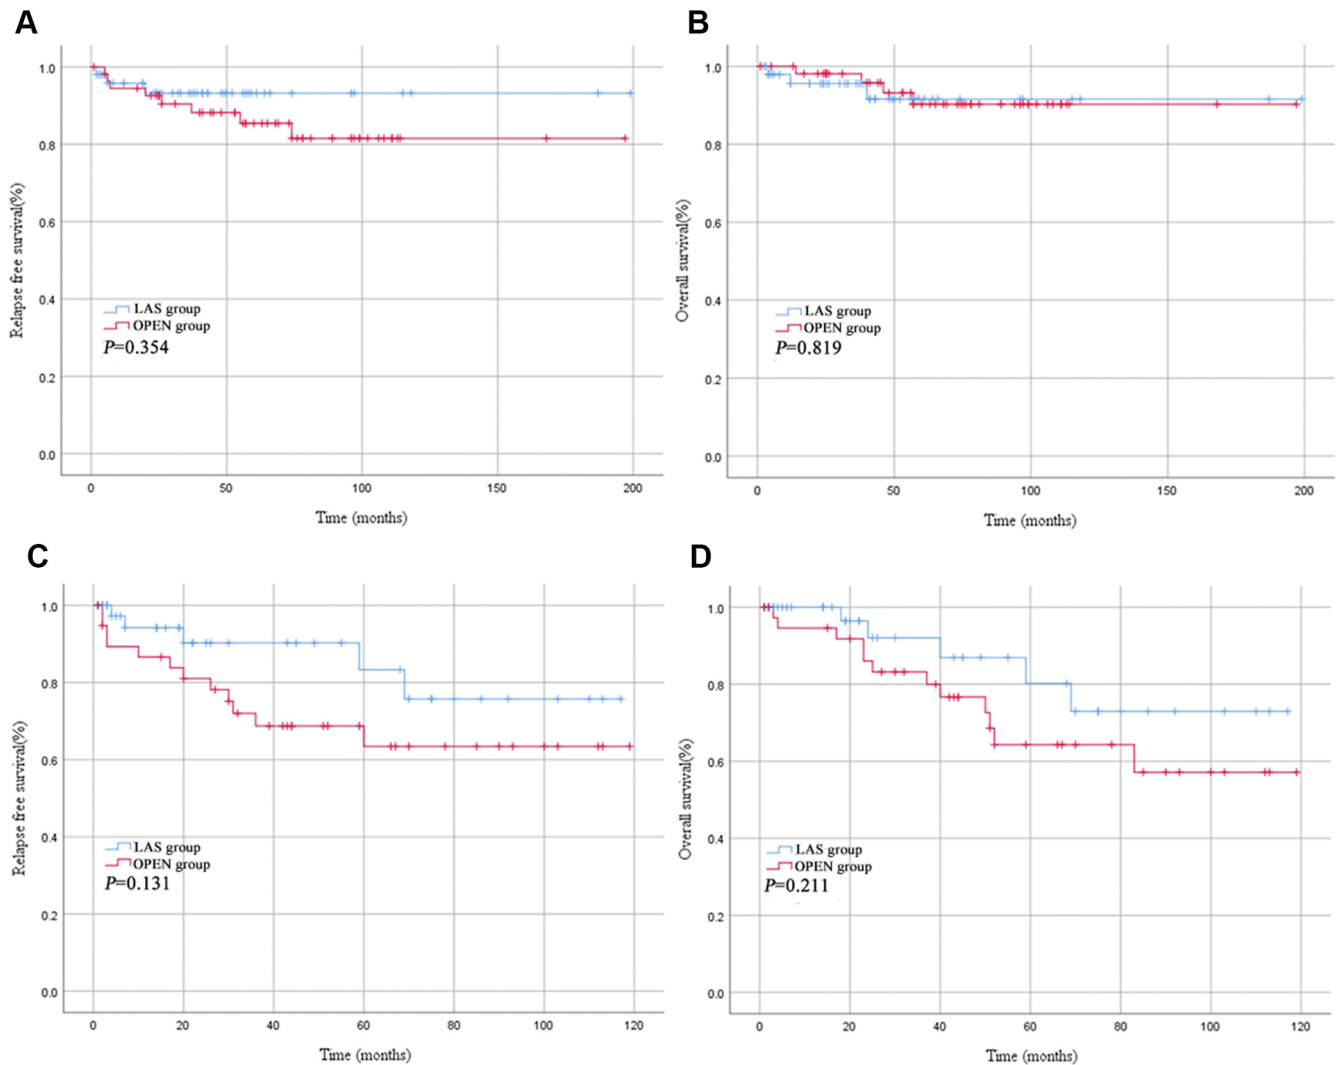 A
Relapse free survival(%)
1.0
0.8
0.6
0.4
0.2
0.0
LAS group
OPEN group
P=0.354
0 50 100 150 200
Time (months)
B
Overall survival(%)
1.0
0.8
0.6
0.4
0.2
0.0
LAS group
OPEN group
P=0.819
0 50 100 150 200
Time (months)
C
Relapse free survival(%)
1.0
0.8
0.6
0.4
0.2
0.0
LAS group
OPEN group
P=0.131
0 20 40 60 80 100 120
Time (months)
D
Overall survival(%)
1.0
0.8
0.6
0.4
0.2
0.0
LAS group
OPEN group
P=0.211
0 20 40 60 80 100 120
Time (months)